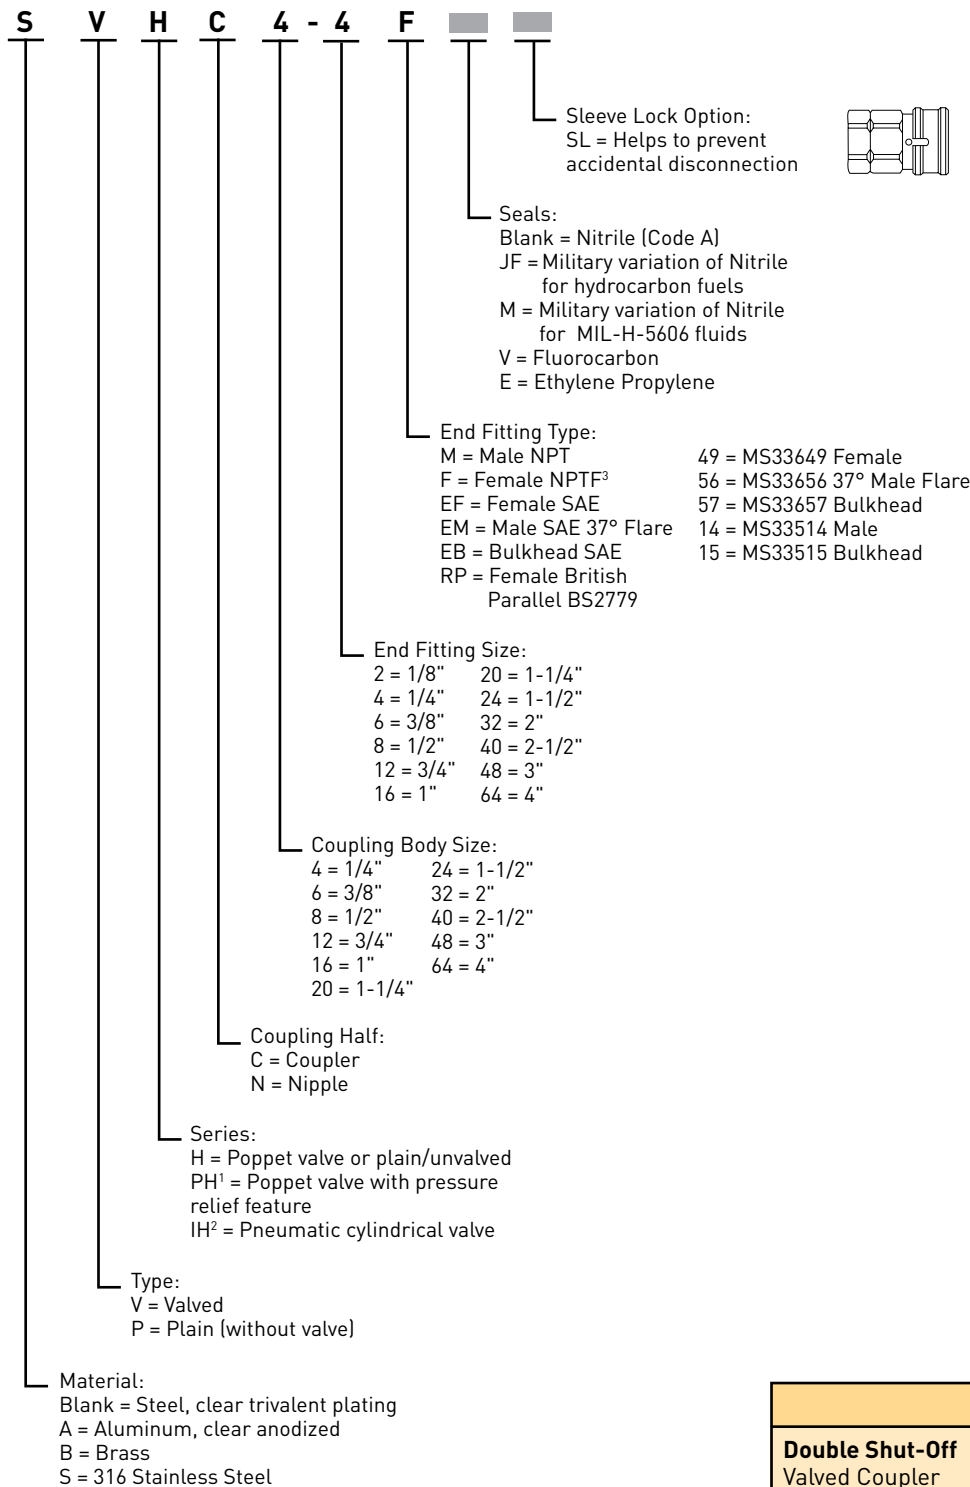 S V H C 4 - 4 F
Sleeve Lock Option:
SL = Helps to prevent
accidental disconnection
Seals:
Blank = Nitrile (Code A)
JF = Military variation of Nitrile
for hydrocarbon fuels
M = Military variation of Nitrile
for MIL-H-5606 fluids
V = Fluorocarbon
E = Ethylene Propylene
End Fitting Type:
M = Male NPT
F = Female NPTF³
EF = Female SAE
EM = Male SAE 37° Flare
EB = Bulkhead SAE
RP = Female British
Parallel BS2779
49 = MS33649 Female
56 = MS33656 37° Male Flare
57 = MS33657 Bulkhead
14 = MS33514 Male
15 = MS33515 Bulkhead
End Fitting Size:
2 = 1/8"
4 = 1/4"
6 = 3/8"
8 = 1/2"
12 = 3/4"
16 = 1"
20 = 1-1/4"
24 = 1-1/2"
32 = 2"
40 = 2-1/2"
48 = 3"
64 = 4"
Coupling Body Size:
4 = 1/4"
6 = 3/8"
8 = 1/2"
12 = 3/4"
16 = 1"
20 = 1-1/4"
24 = 1-1/2"
32 = 2"
40 = 2-1/2"
48 = 3"
64 = 4"
Coupling Half:
C = Coupler
N = Nipple
Series:
H = Poppet valve or plain/unvalved
PH¹ = Poppet valve with pressure
relief feature
IH² = Pneumatic cylindrical valve
Type:
V = Valved
P = Plain (without valve)
Material:
Blank = Steel, clear trivalent plating
A = Aluminum, clear anodized
B = Brass
S = 316 Stainless Steel
Double Shut-Off
Valved Coupler